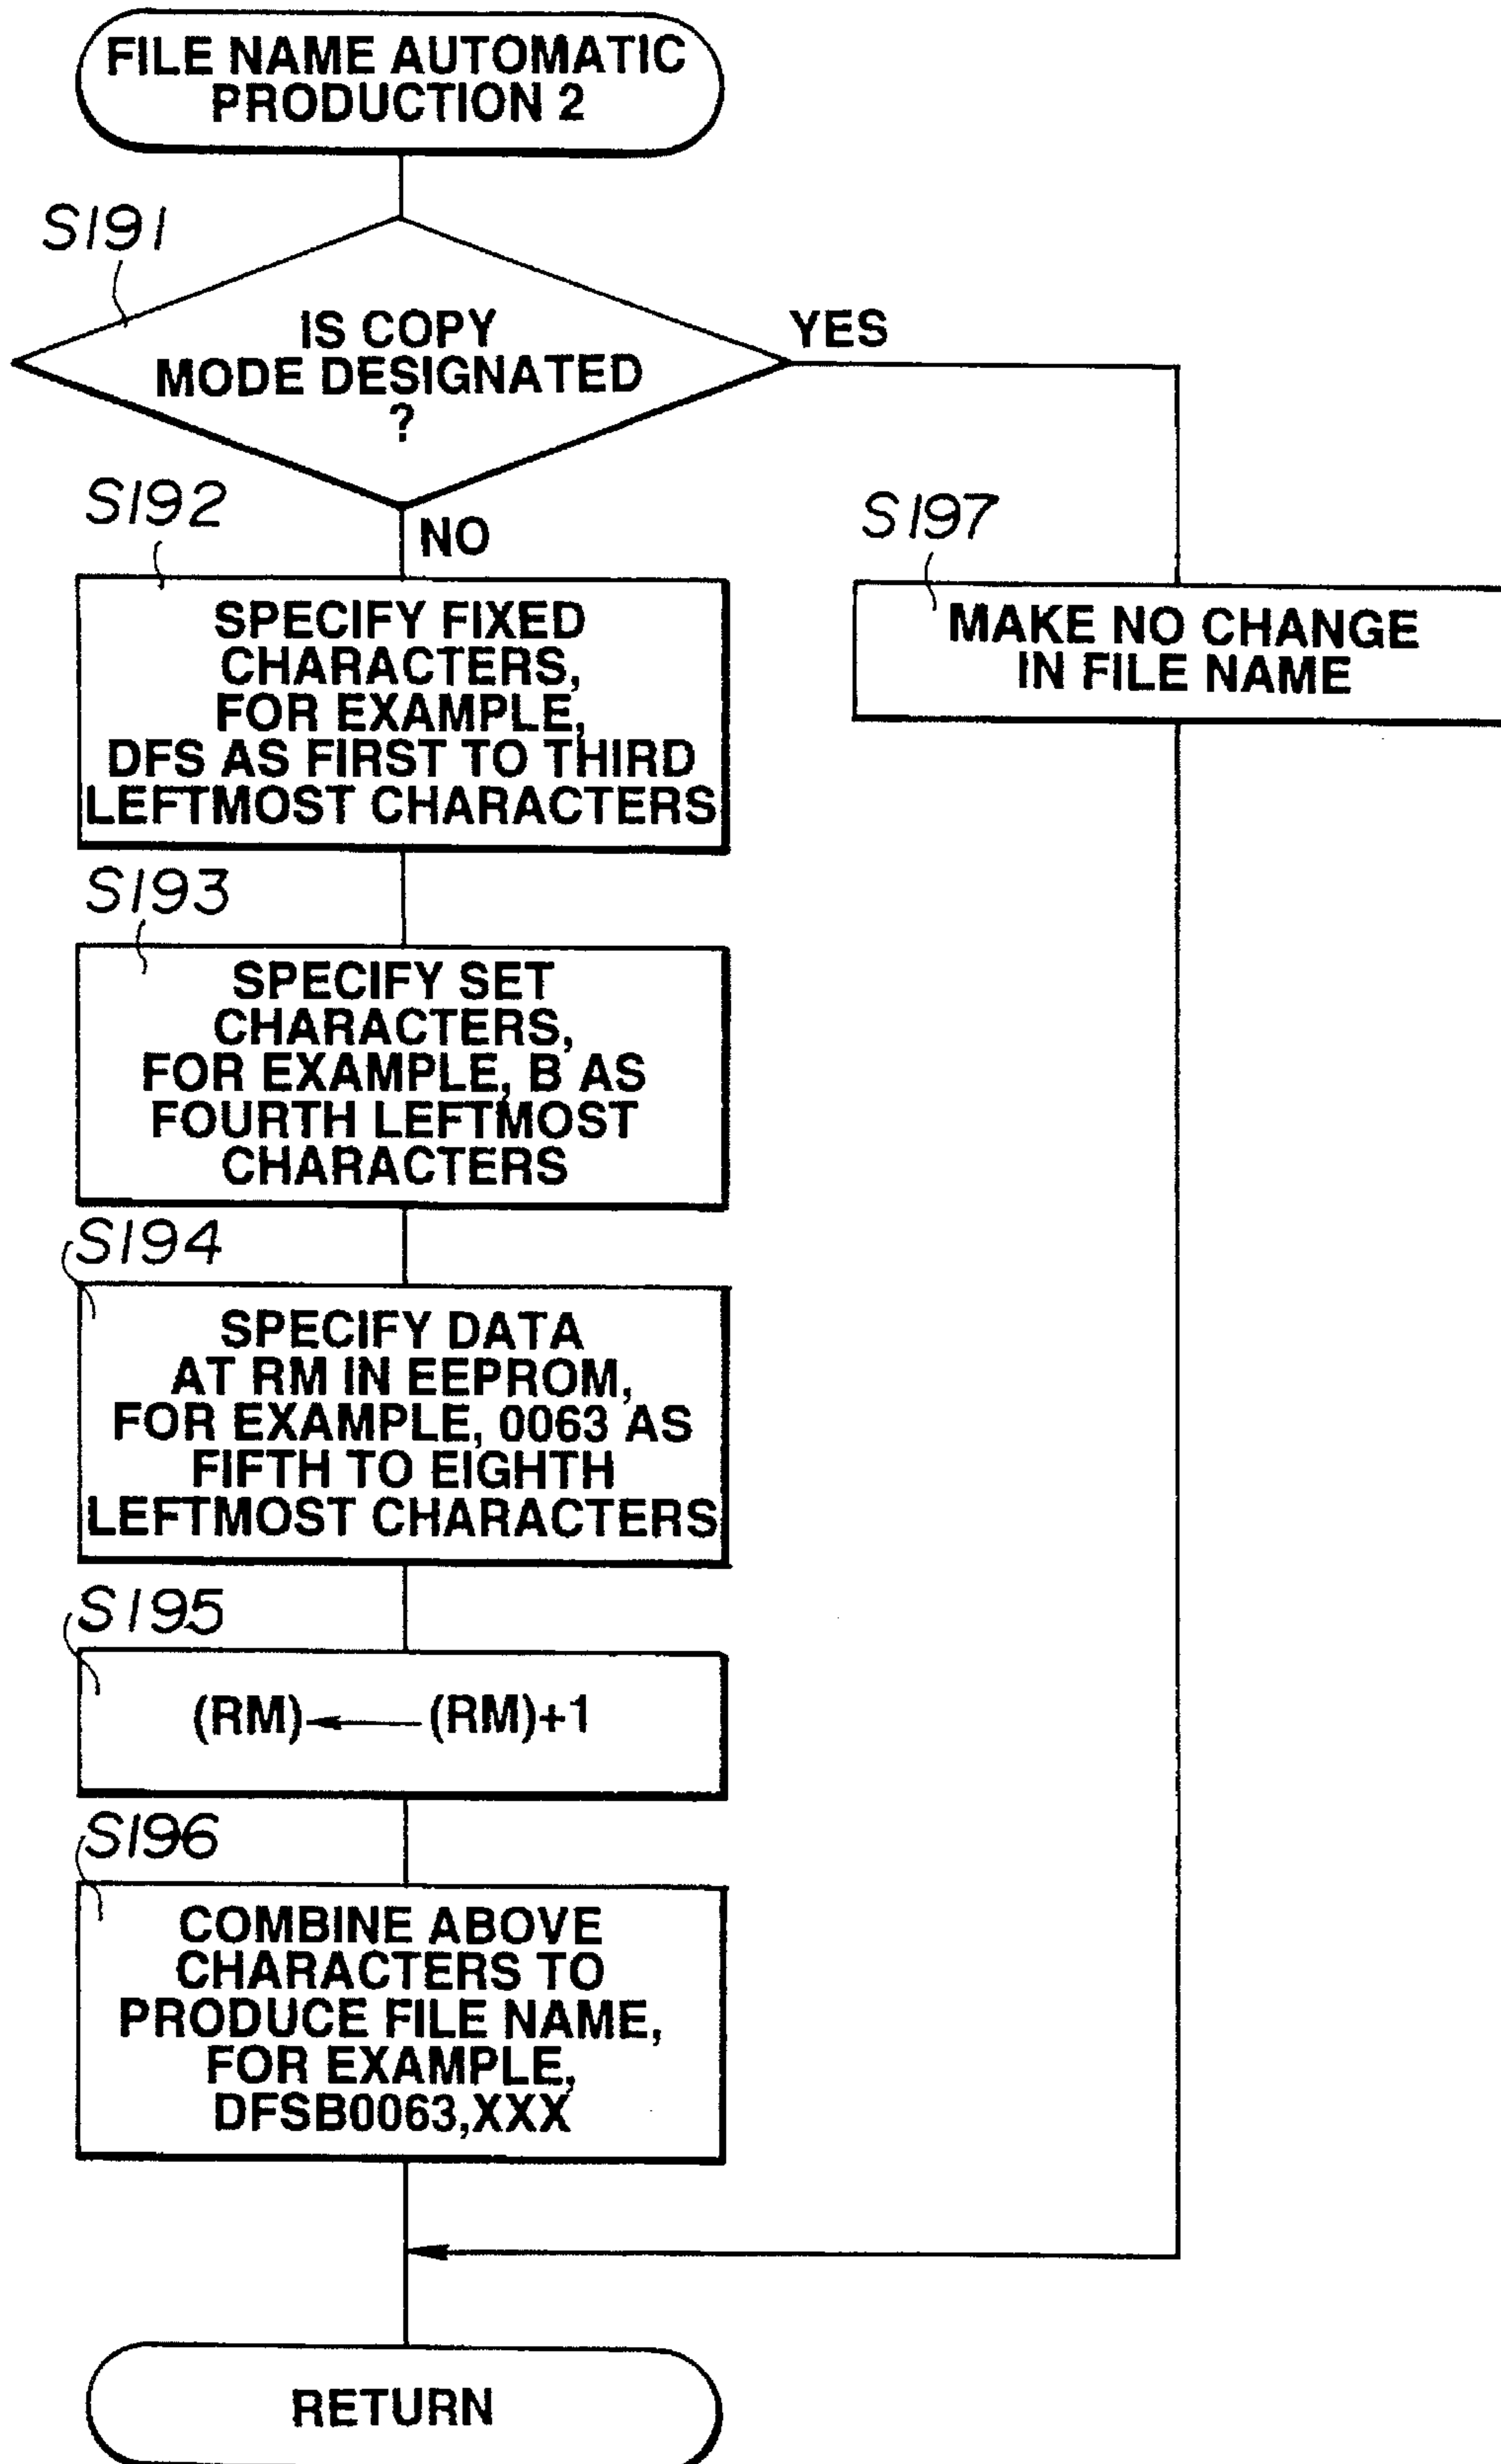 FILE NAME AUTOMATIC
PRODUCTION 2
S191
IS COPY
MODE DESIGNATED
?
YES
NO
S192
SPECIFY FIXED
CHARACTERS,
FOR EXAMPLE,
DFS AS FIRST TO THIRD
LEFTMOST CHARACTERS
S197
MAKE NO CHANGE
IN FILE NAME
S193
SPECIFY SET
CHARACTERS,
FOR EXAMPLE, B AS
FOURTH LEFTMOST
CHARACTERS
S194
SPECIFY DATA
AT RM IN EEPROM,
FOR EXAMPLE, 0063 AS
FIFTH TO EIGHTH
LEFTMOST CHARACTERS
S195
(RM)←(RM)+1
S196
COMBINE ABOVE
CHARACTERS TO
PRODUCE FILE NAME,
FOR EXAMPLE,
DFSB0063,XXX
RETURN